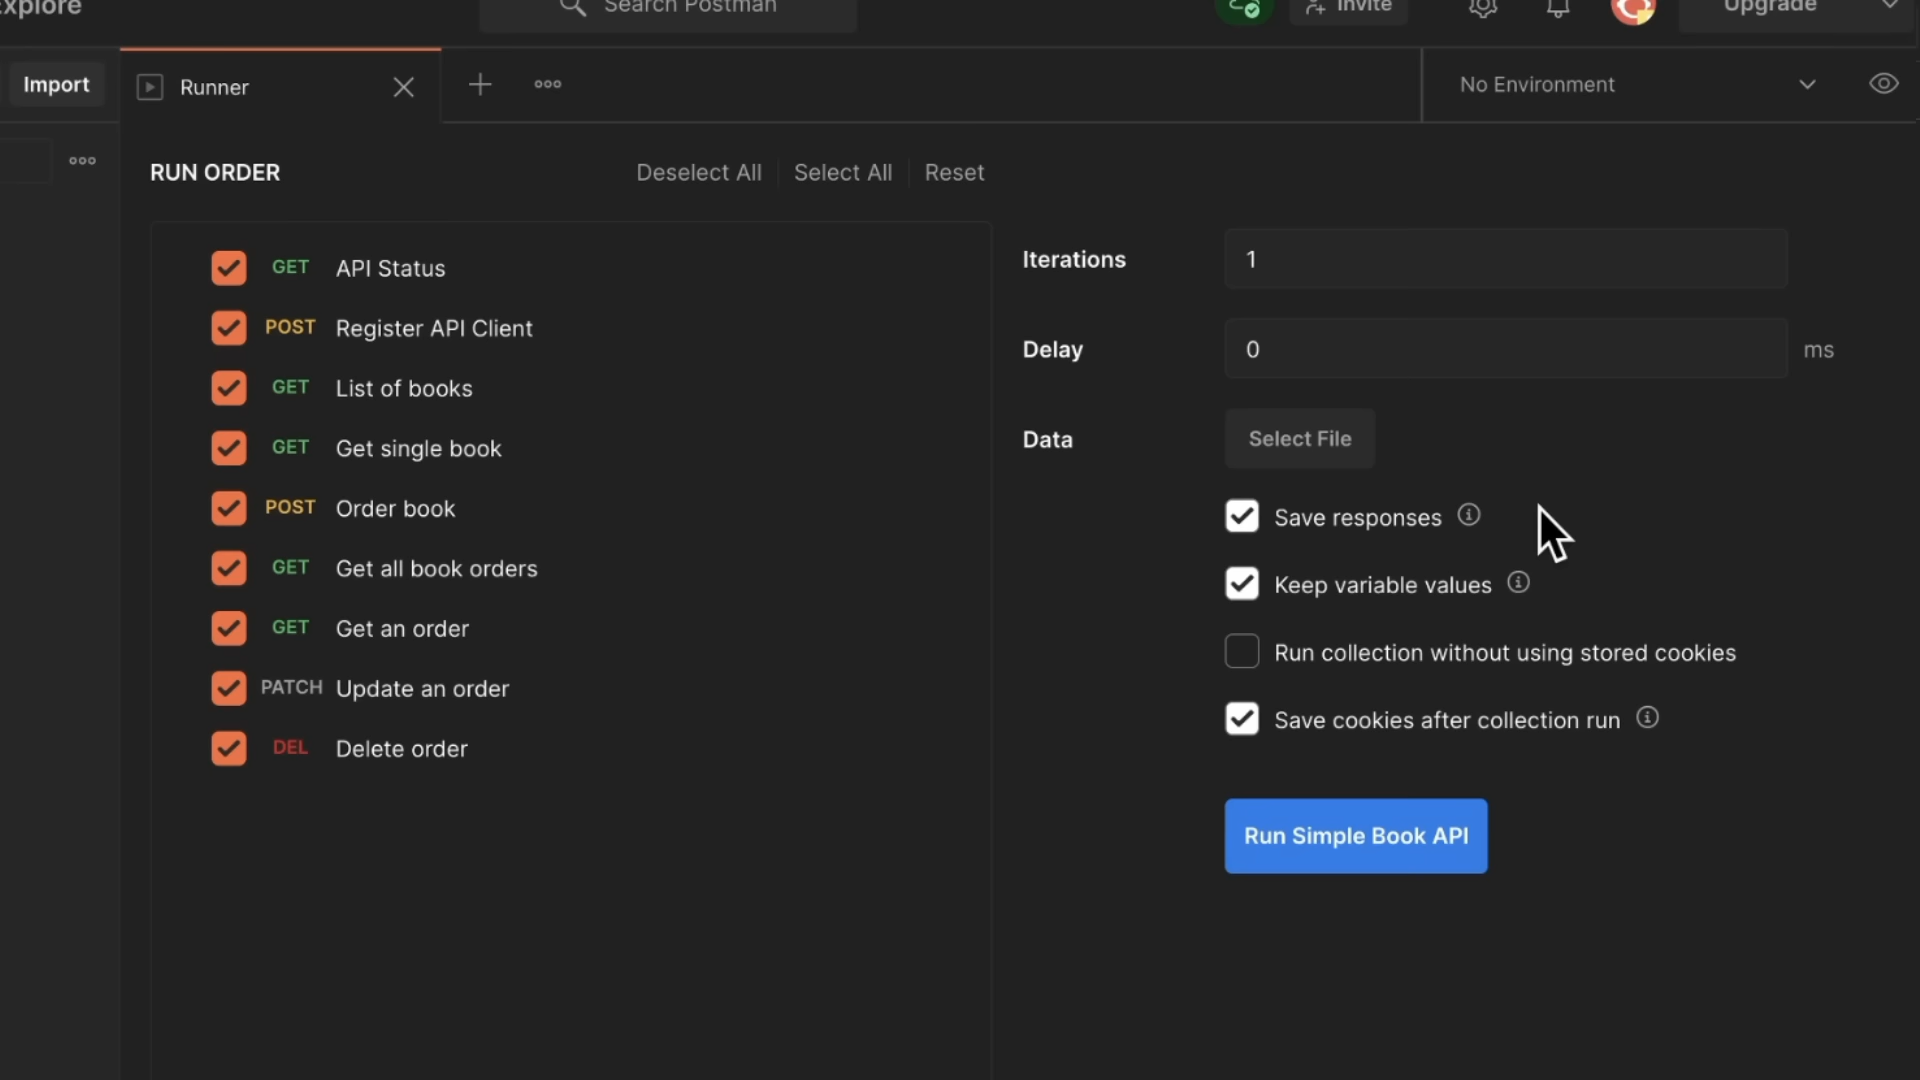 Explore
Search Postman
Invite
Upgrade
Import
Runner
No Environment
RUN ORDER
Deselect All
Select All
Reset
GET API Status
POST Register API Client
GET List of books
GET Get single book
POST Order book
GET Get all book orders
GET Get an order
PATCH Update an order
DEL Delete order
Iterations 1
Delay 0 ms
Data Select File
Save responses
Keep variable values
Run collection without using stored cookies
Save cookies after collection run
Run Simple Book API